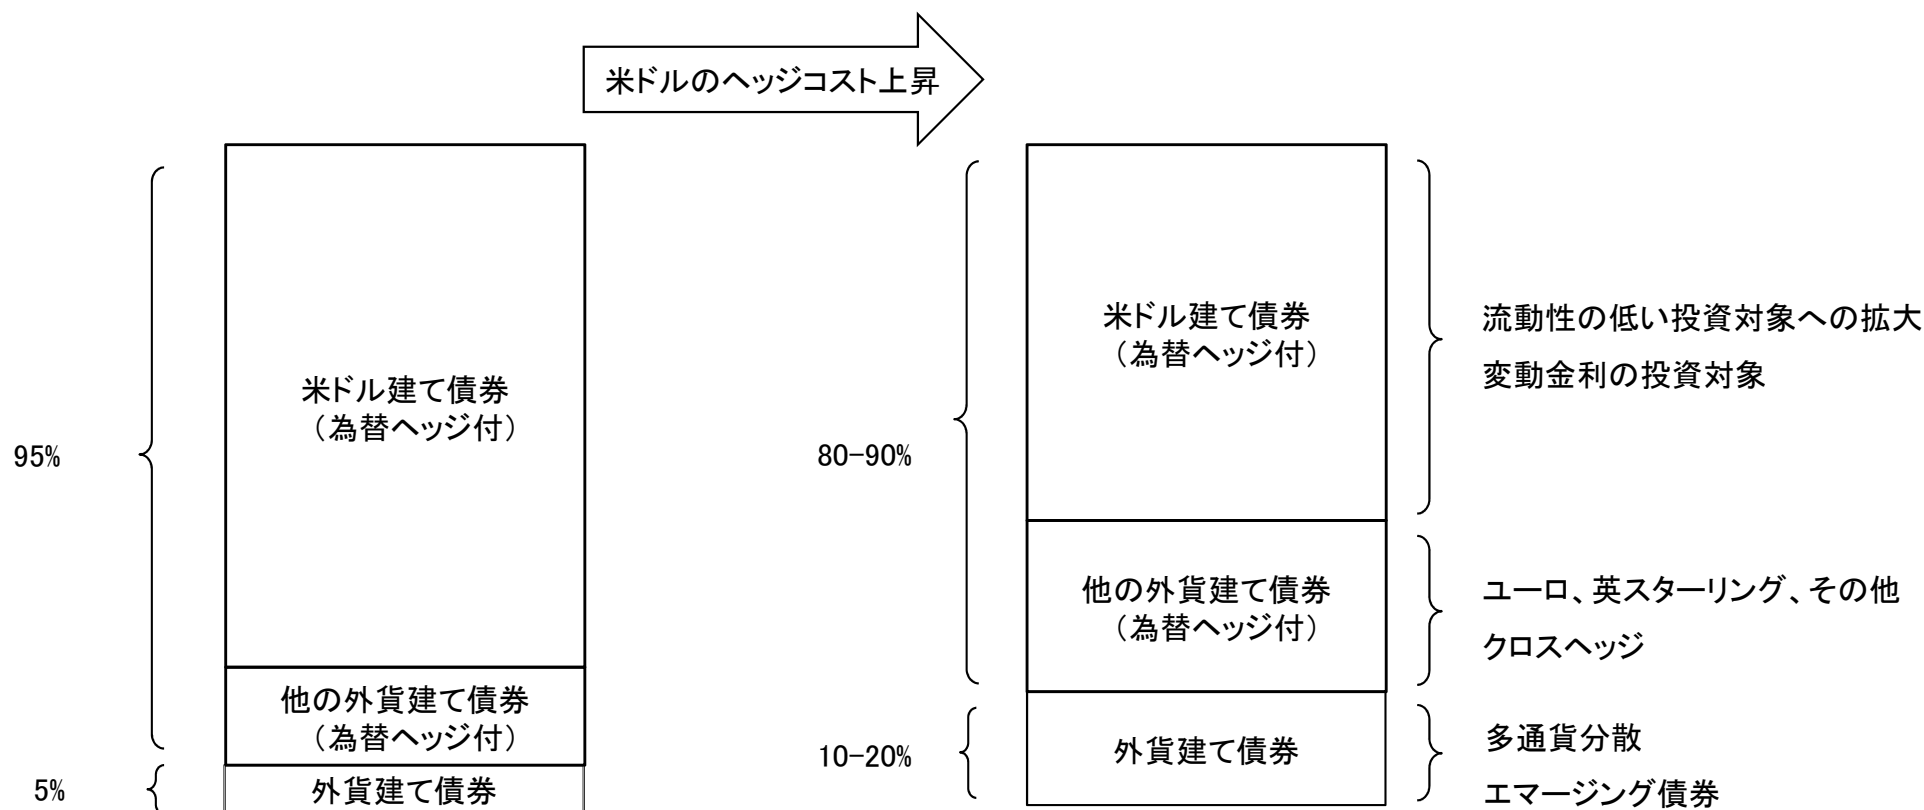 米ドルのヘッジコスト上昇
95%
米ドル建て債券
（為替ヘッジ付）
他の外貨建て債券
（為替ヘッジ付）
5%
外貨建て債券
80-90%
米ドル建て債券
（為替ヘッジ付）
他の外貨建て債券
（為替ヘッジ付）
10-20%
外貨建て債券
流動性の低い投資対象への拡大
変動金利の投資対象
ユーロ、英スターリング、その他
クロスヘッジ
多通貨分散
エマージング債券